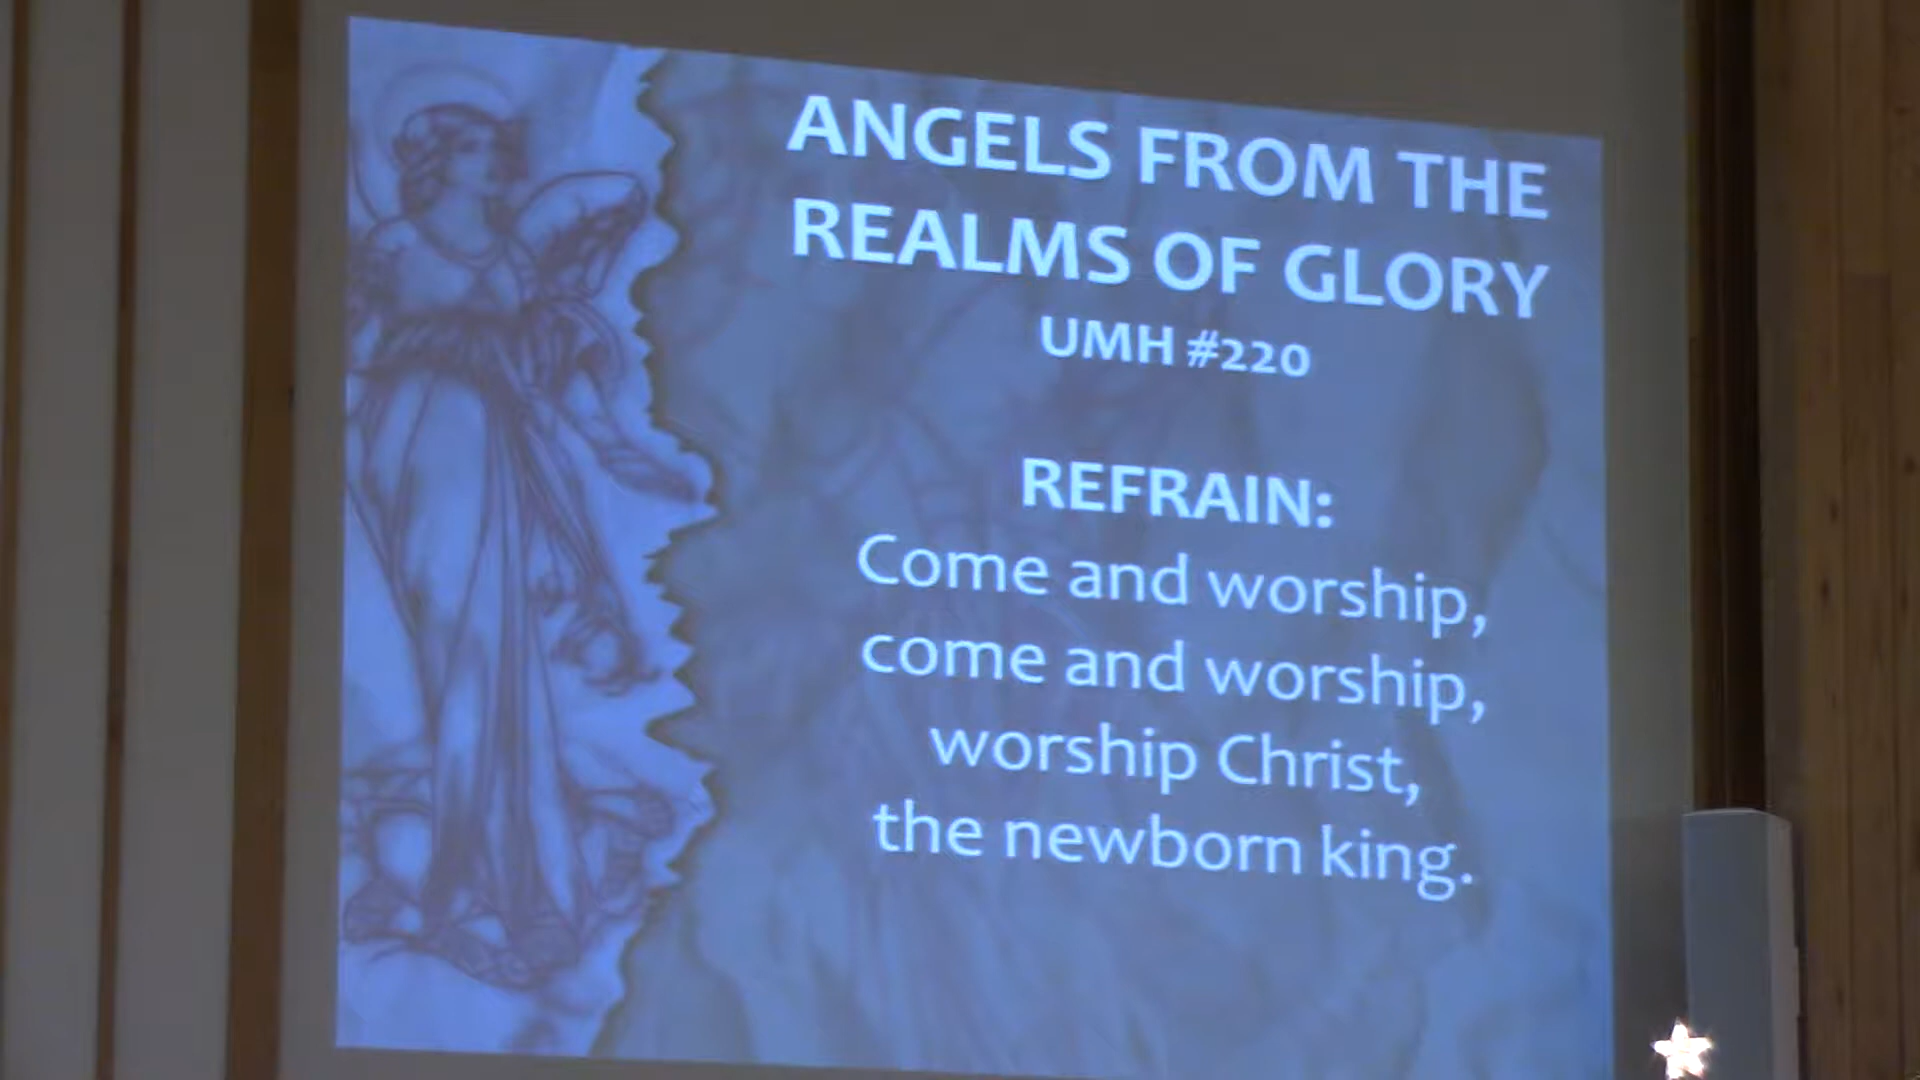 ANGELS FROM THE
REALMS OF GLORY
UMH #220
REFRAIN:
Come and worship,
come and worship,
worship Christ,
the newborn king.